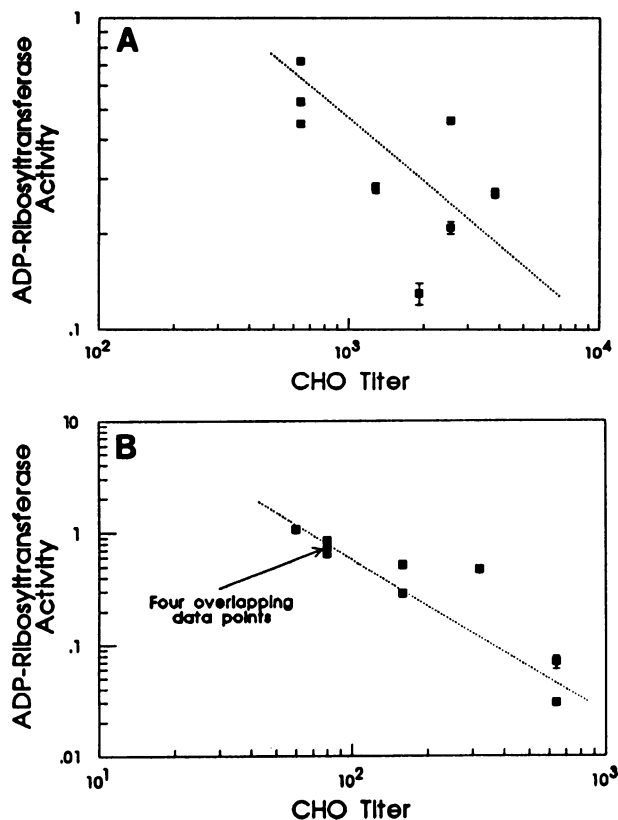 A
ADP-Ribosyltransferase
Activity
1
.1
10²
10³
10⁴
CHO Titer
B
ADP-Ribosyltransferase
Activity
10
1
.1
.01
Four overlapping
data points
10¹
10²
10³
CHO Titer